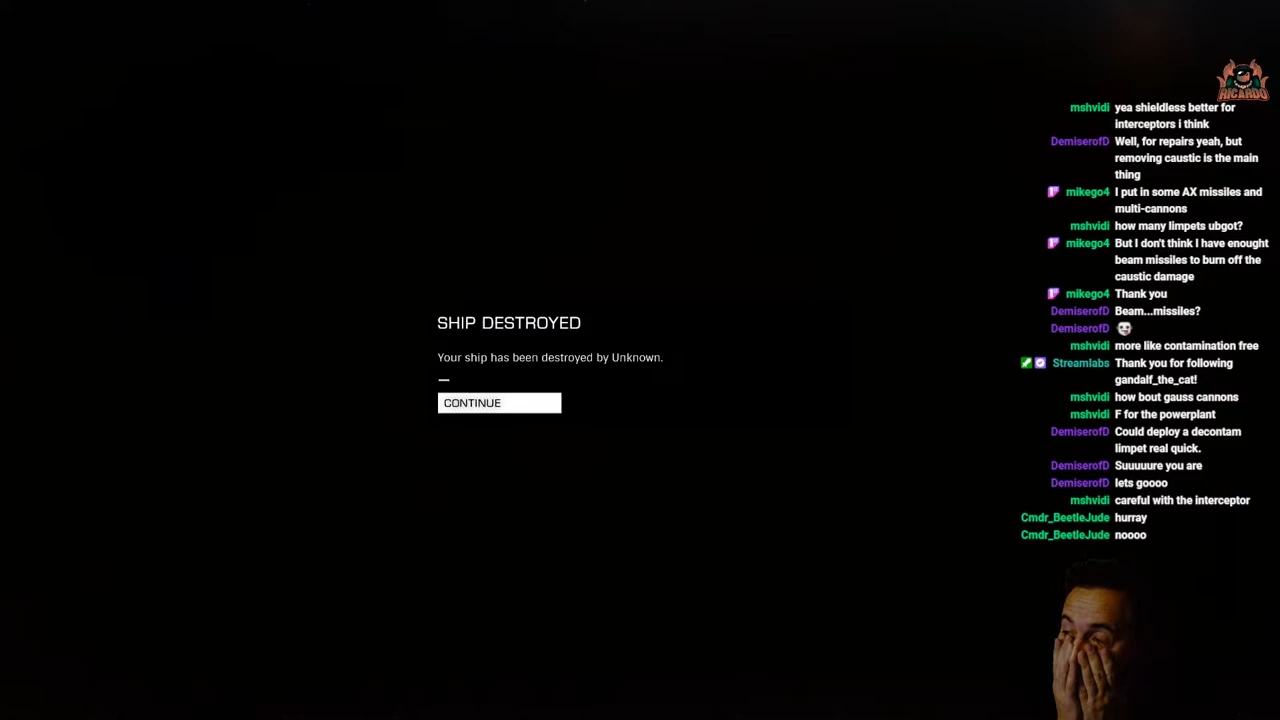 RICARDO
mshvidi yea shieldless better for
interceptors i think
DemiserofD Well, for repairs yeah, but
removing caustic is the main
thing
mikego4 I put in some AX missiles and
multi-cannons
mshvidi how many limpets ubgot?
mikego4 But I don't think I have enought
beam missiles to burn off the
caustic damage
mikego4 Thank you
DemiserofD Beam...missiles?
DemiserofD
mshvidi more like contamination free
Streamlabs Thank you for following
gandalf_the_cat!
mshvidi how bout gauss cannons
mshvidi F for the powerplant
DemiserofD Could deploy a decontam
limpet real quick.
DemiserofD Suuuuure you are
DemiserofD lets goooo
mshvidi careful with the interceptor
Cmdr_BeetleJude hurray
Cmdr_BeetleJude noooo
SHIP DESTROYED
Your ship has been destroyed by Unknown.
CONTINUE